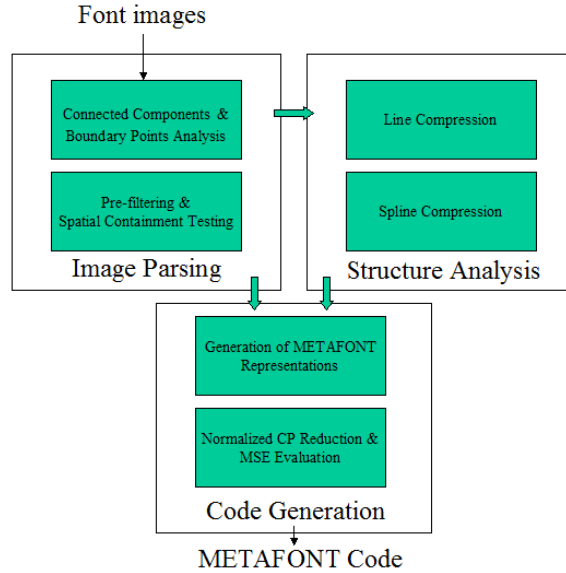 Font images
Connected Components &
Boundary Points Analysis
Pre-filtering &
Spatial Containment Testing
Image Parsing
Line Compression
Spline Compression
Structure Analysis
Generation of METAFONT
Representations
Normalized CP Reduction &
MSE Evaluation
Code Generation
METAFONT Code